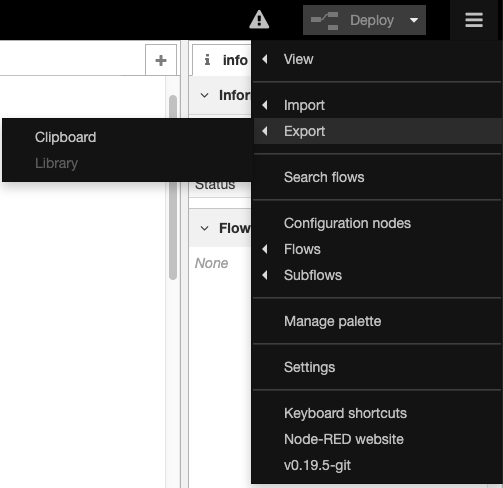 Deploy
+
i info
View
Infor
Import
Export
Clipboard
Library
Search flows
Status
Configuration nodes
Flow
Flows
None
Subflows
Manage palette
Settings
Keyboard shortcuts
Node-RED website
v0.19.5-git